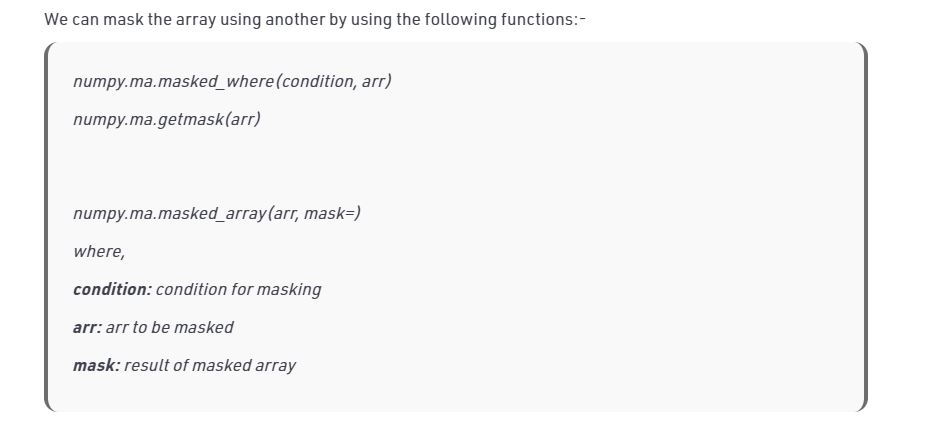 We can mask the array using another by using the following functions:-
numpy.ma.masked_where(condition, arr)
numpy.ma.getmask(arr)
numpy.ma.masked_array(arr, mask=)
where,
condition: condition for masking
arr: arr to be masked
mask: result of masked array